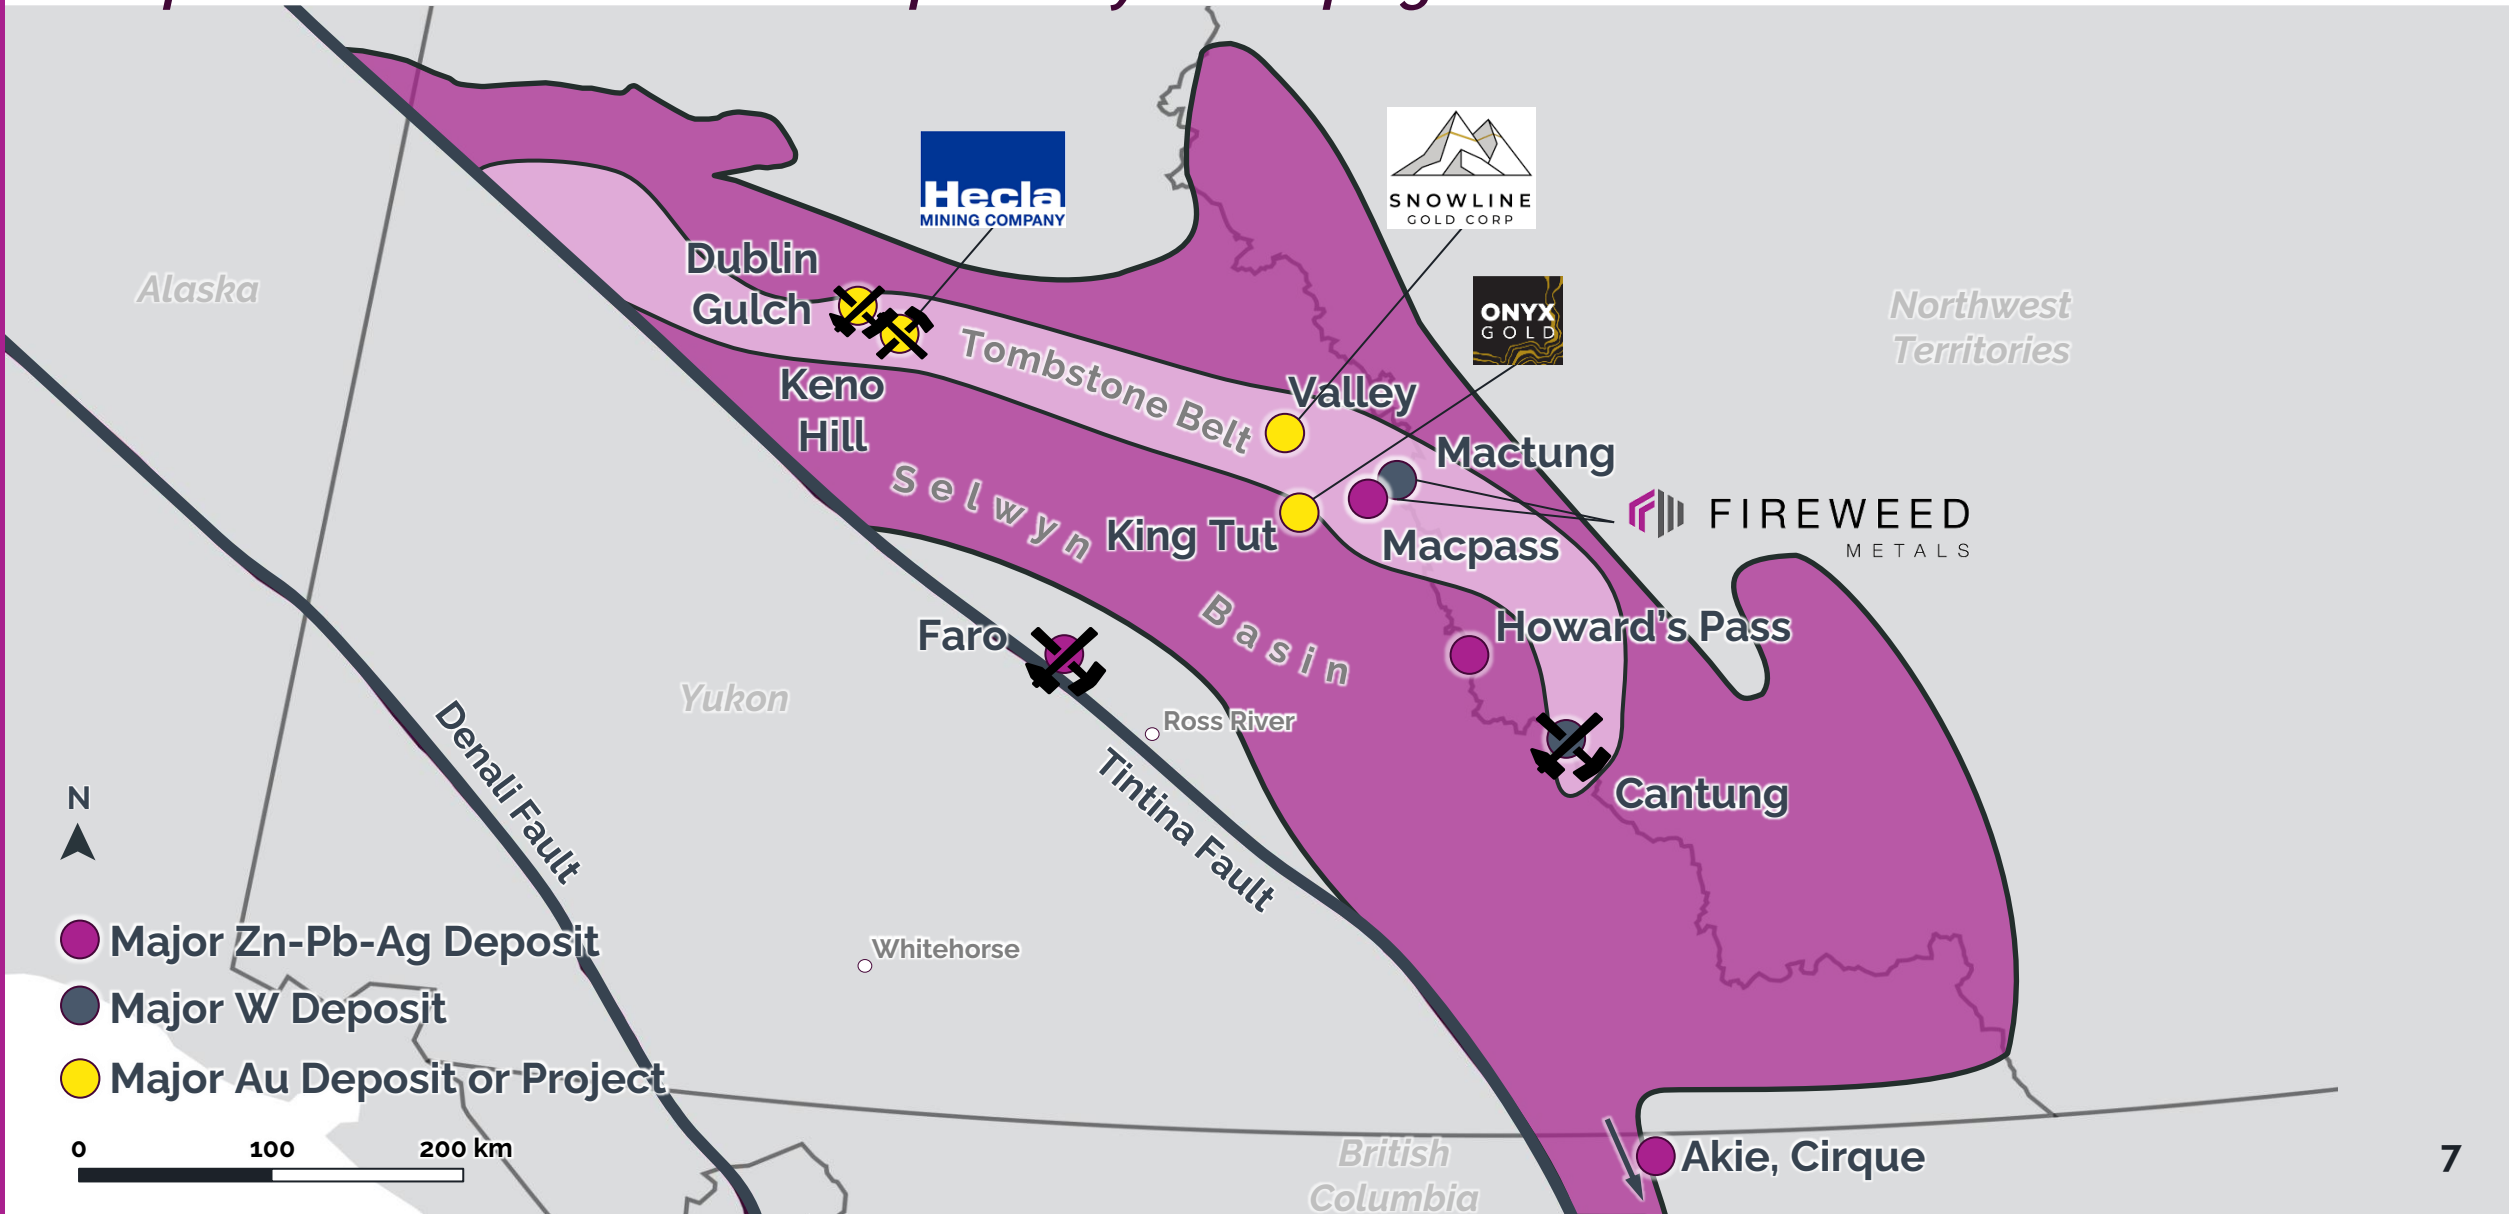 Hecla
MINING COMPANY
SNOWLINE
GOLD CORP
Dublin
Gulch
Alaska
ONYX
GOLD
Northwest
Territories
Tombstone Belt
Keno
Hill
Valley
Mactung
Selwyn
Basin
King Tut
Macpass
FIREWEED
METALS
Faro
Howard's Pass
Yukon
Ross River
Denali Fault
Tintina Fault
Cantung
N
Whitehorse
Major Zn-Pb-Ag Deposit
Major W Deposit
Major Au Deposit or Project
0 100 200 km
British
Columbia
Akie, Cirque
7